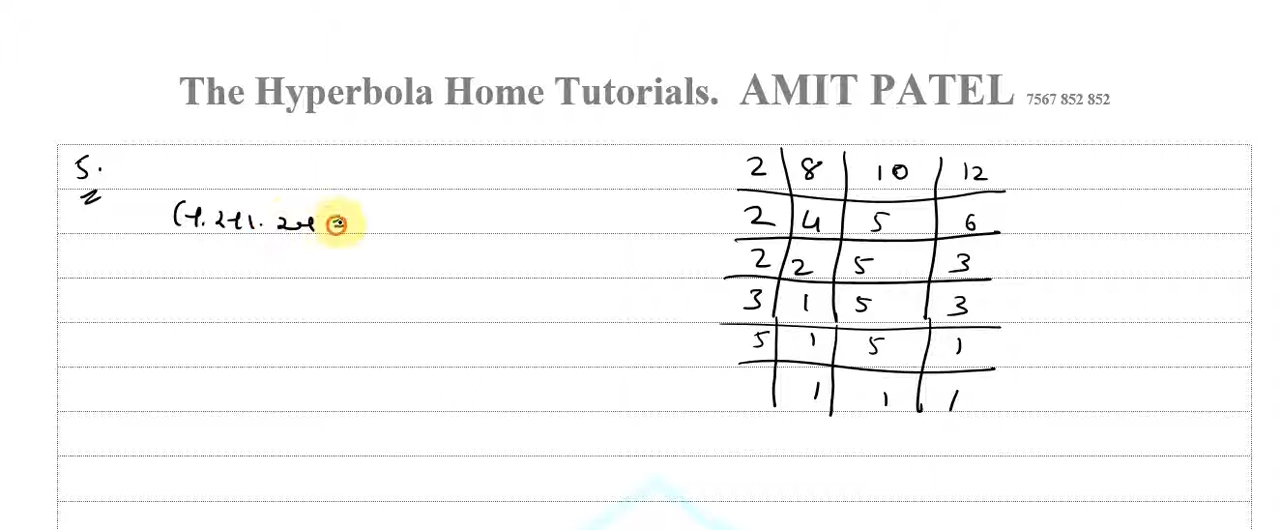 The Hyperbola Home Tutorials. AMIT PATEL 7567 852 852
5.
2 8 10 12
2 4 5 6
2 2 5 3
3 1 5 3
5 1 5 1
1 1 1